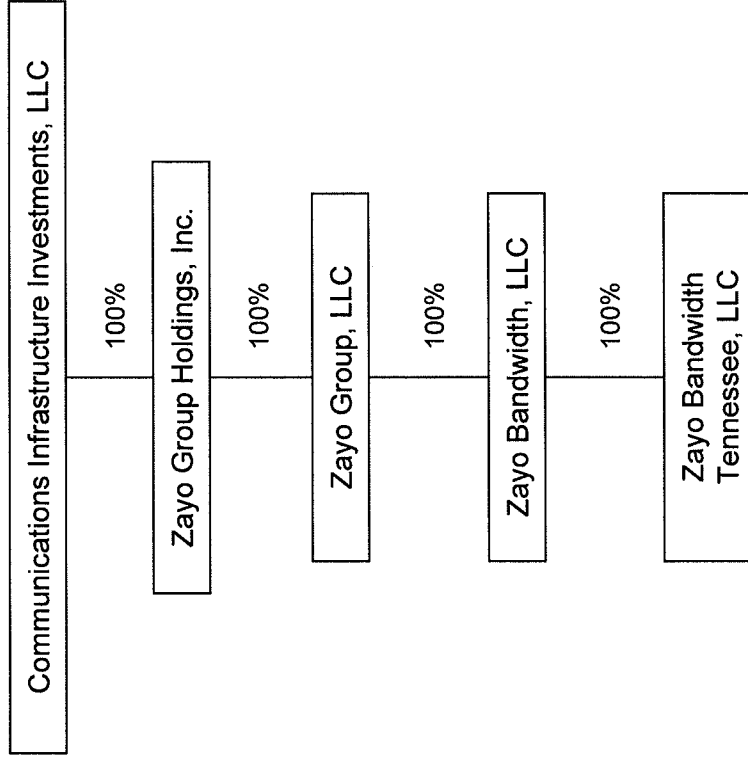 Communications Infrastructure Investments, LLC
100%
Zayo Group Holdings, Inc.
100%
Zayo Group, LLC
100%
Zayo Bandwidth, LLC
100%
Zayo Bandwidth
Tennessee, LLC